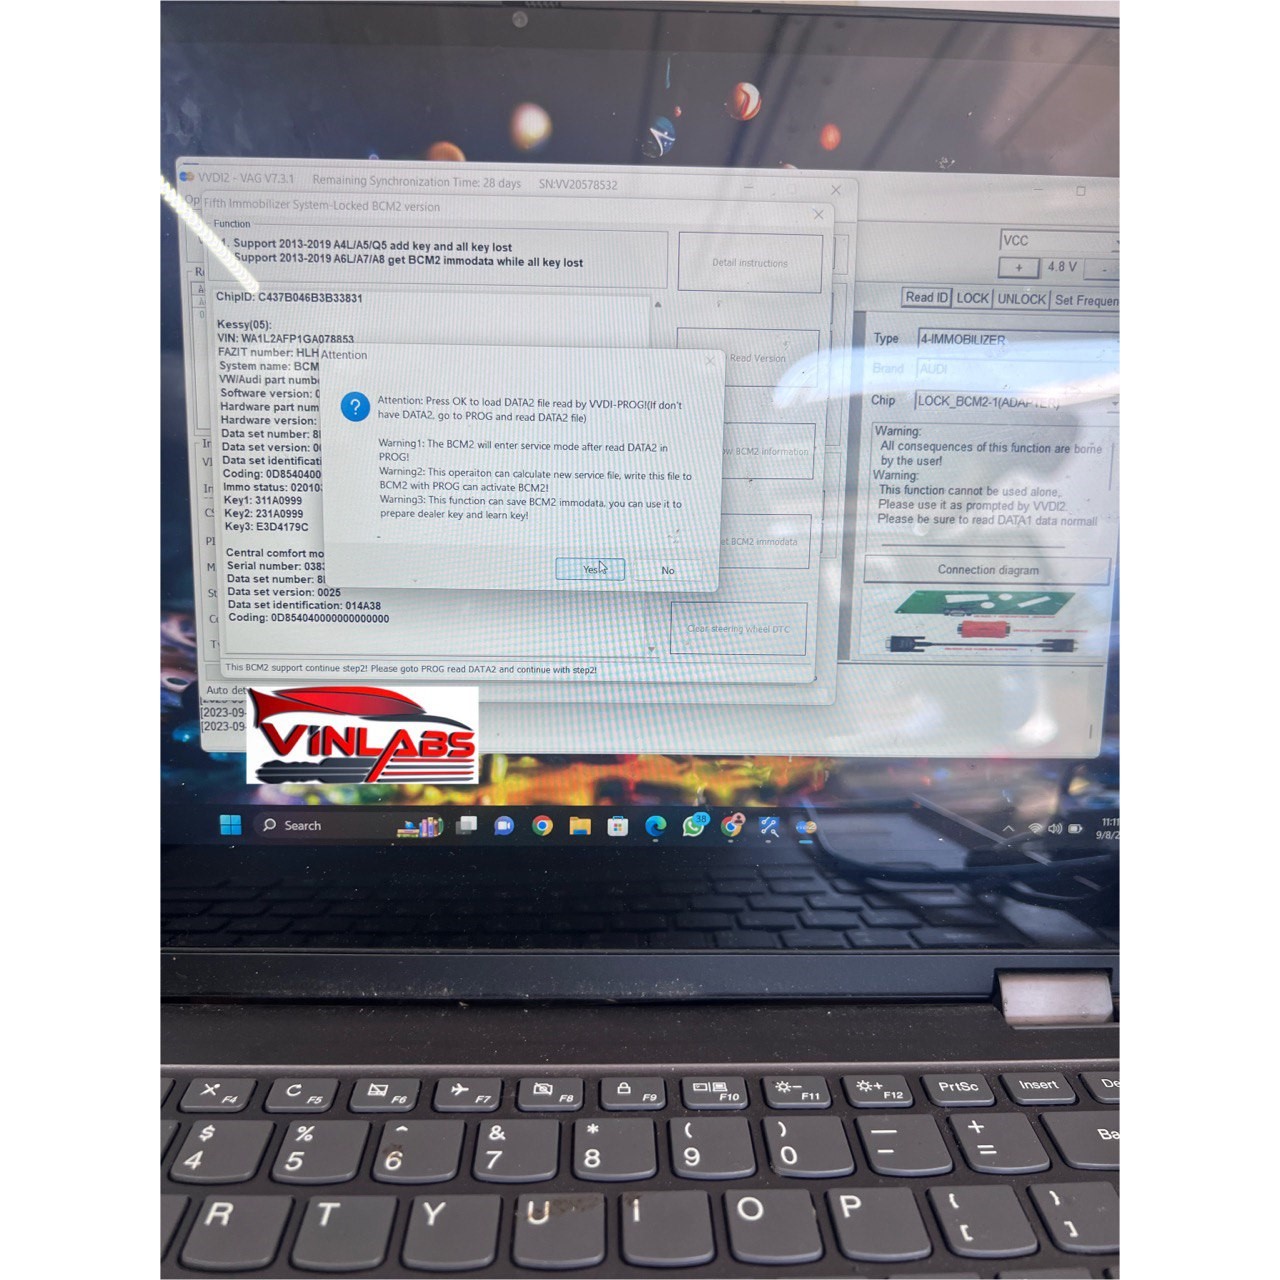 VVDI2 - VAG V7.3.1 Remaining Synchronization Time: 28 days SN:VV20578532
Fifth Immobilizer System-Locked BCM2 version
Function
1. Support 2013-2019 A4L/A5/Q5 add key and all key lost
Support 2013-2019 A6L/A7/A8 get BCM2 immodata while all key lost
Detail instructions
Read Version
BCM2 information
BCM2 immodata
Clear steering wheel DTC
ChipID: C437B046B3B33831
Kessy(05):
VIN: WA1L2AFP1GA078853
FAZIT number: HLH
System name: BCM
VW/Audi part numb
Software version: 0
Hardware part num
Hardware version:
Data set number: 8
Data set version: 0
Data set identificati
Coding: 0D8540400
Immo status: 02010
Key1: 311A0999
Key2: 231A0999
Key3: E3D4179C
Central comfort mo
Serial number: 038
Data set number: 8
Data set version: 0025
Data set identification: 014A38
Coding: 0D854040000000000000
This BCM2 support continue step2! Please goto PROG read DATA2 and continue with step2!
Auto det
[2023-09-
[2023-09-
Attention
Attention: Press OK to load DATA2 file read by VVDI-PROG!(If don't
have DATA2, go to PROG and read DATA2 file)
Warning1: The BCM2 will enter service mode after read DATA2 in
PROG!
Warning2: This operaiton can calculate new service file, write this file to
BCM2 with PROG can activate BCM2!
Warning3: This function can save BCM2 immodata, you can use it to
prepare dealer key and learn key!
Yes
No
VCC
+ 4.8 V -
Read ID LOCK UNLOCK Set Frequen
Type 4-IMMOBILIZER
Brand AUDI
Chip LOCK_BCM2-1(ADAPTER)
Warning:
All consequences of this function are borne
by the user!
Warning:
This function cannot be used alone,
Please use it as prompted by VVDI2.
Please be sure to read DATA1 data normall
Connection diagram
VINLABS
Search
38
11:11
9/8/2
F4 F5 F6 F7 F8 F9 F10 F11 F12 PrtSc Insert De
$ % ^ & * ( ) — +
4 5 6 7 8 9 0 - = Ba
R T Y U I O P { }
[ ]